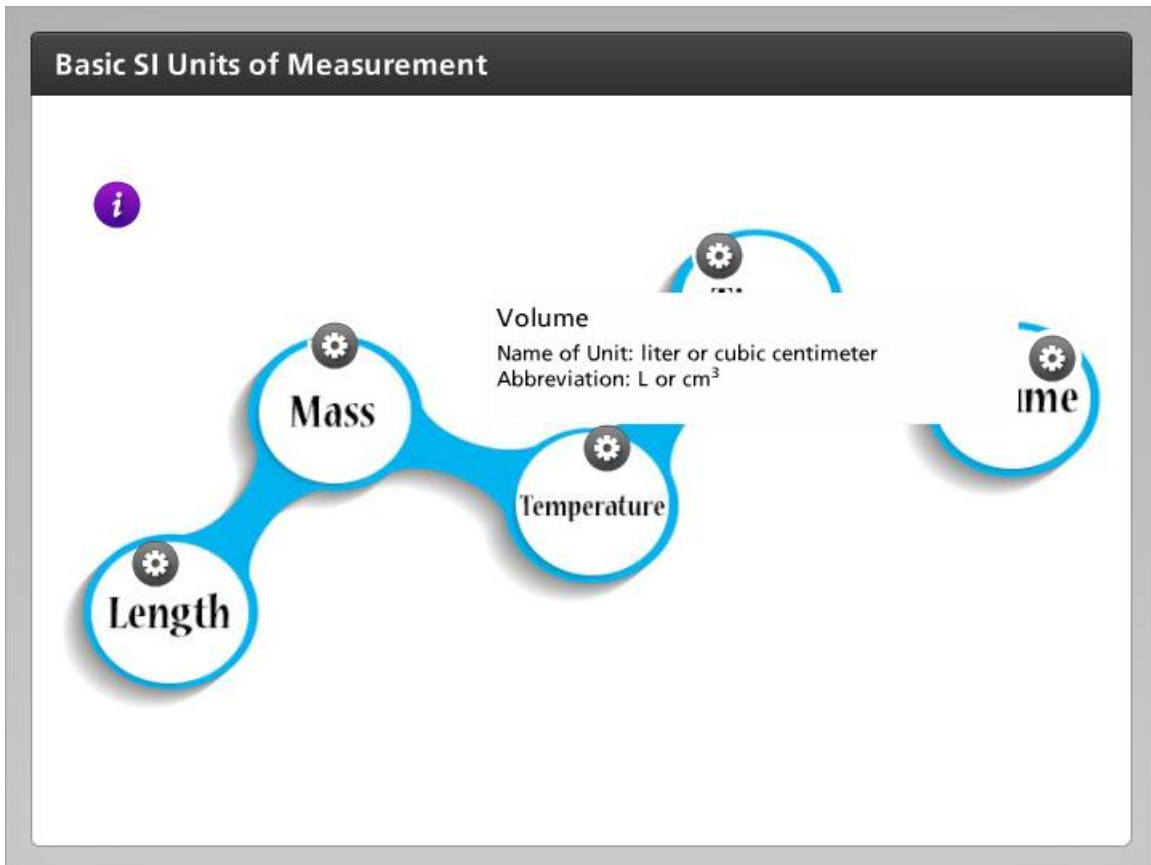 Basic SI Units of Measurement
i
Volume
Name of Unit: liter or cubic centimeter
Abbreviation: L or cm³
Mass
Temperature
Length